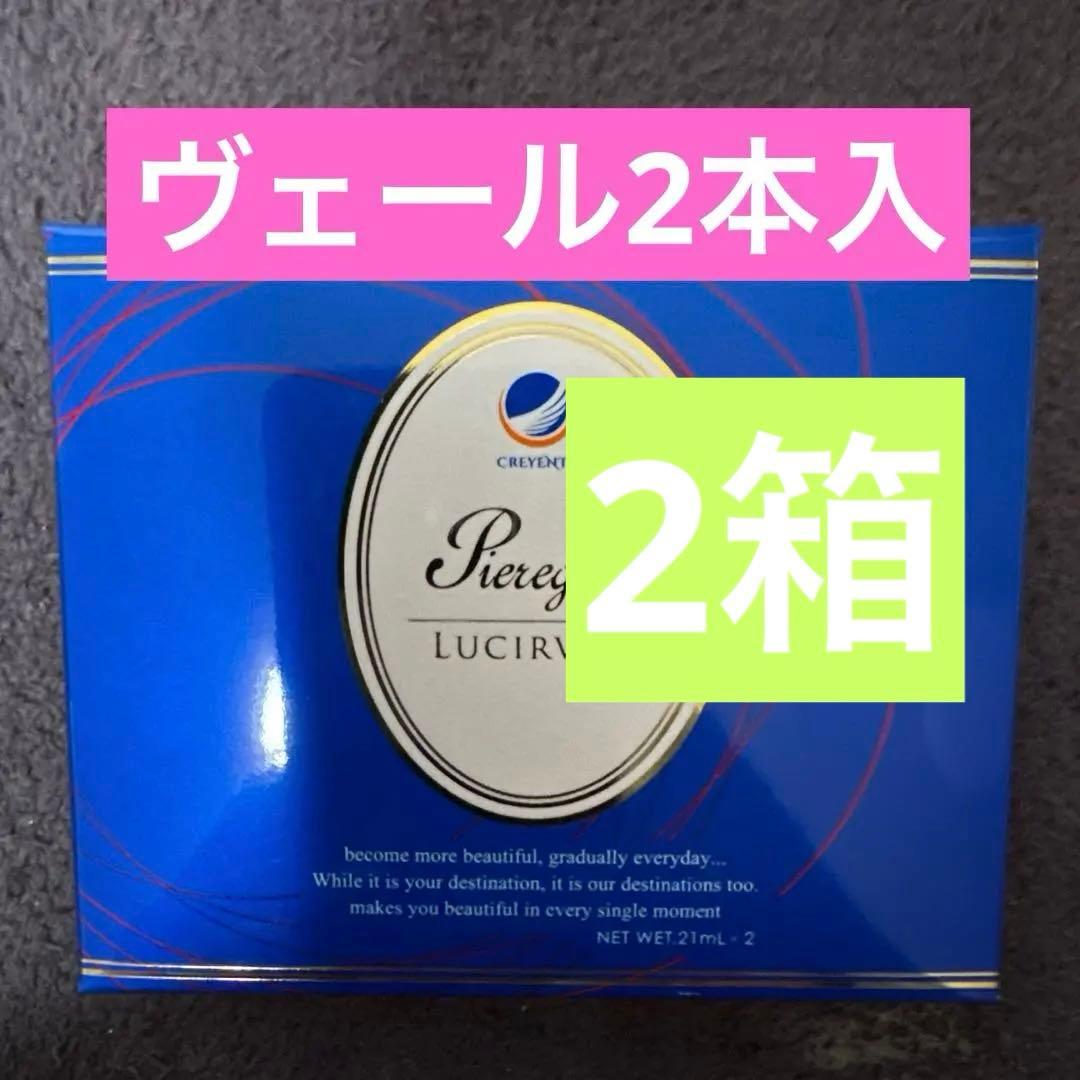 ヴェール2本入
2箱
CREYENT
Piereg
LUCIRV
become more beautiful, gradually everyday...
While it is your destination, it is our destinations too.
makes you beautiful in every single moment
NET WET.21mL - 2